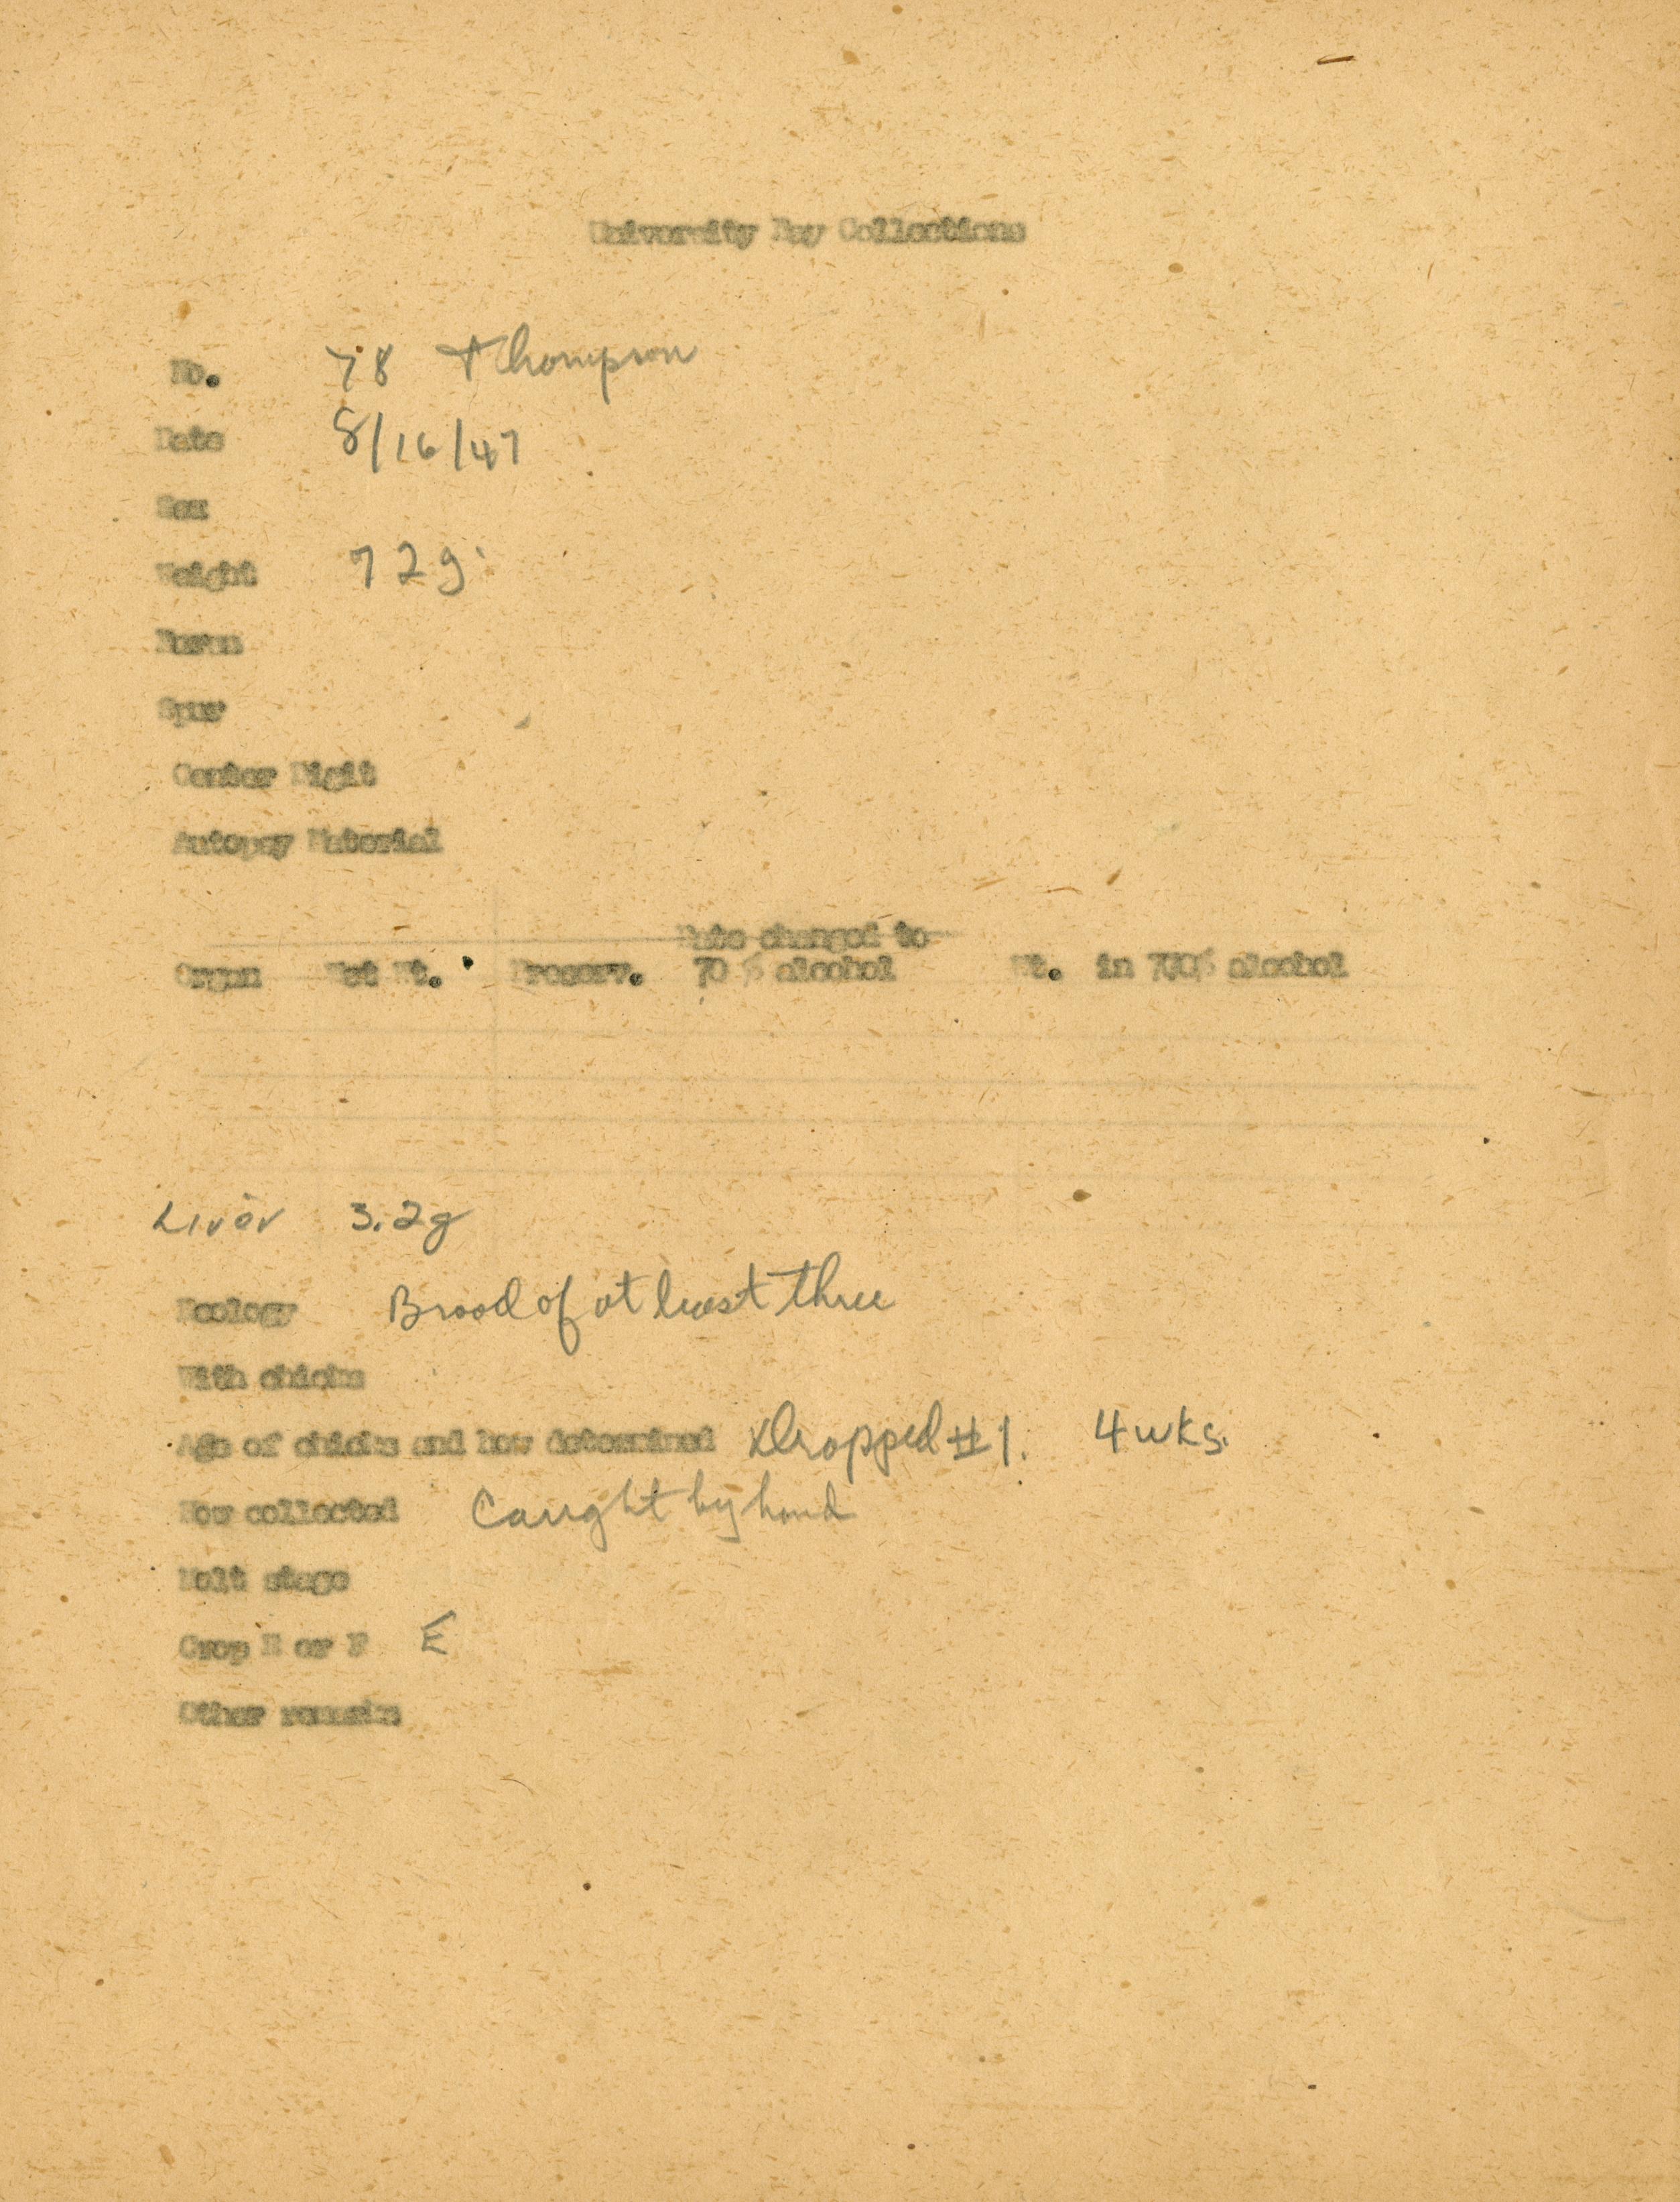 University Bay Collections
No. 78 Thompson
Date 8/16/47
Sex
Weight 72g.
Spur
Center Digit
Autopsy Material
Date changed to
Organ Wet Wt. Preserv. 70 % alcohol Wt. in 700% alcohol
Liver 3.2g
Ecology Brood of at least three
With chicks
Age of chicks and how determined Dropped #1. 4 wks.
How collected Caught by hand
Molt stage
Crop E or F E
Other remarks